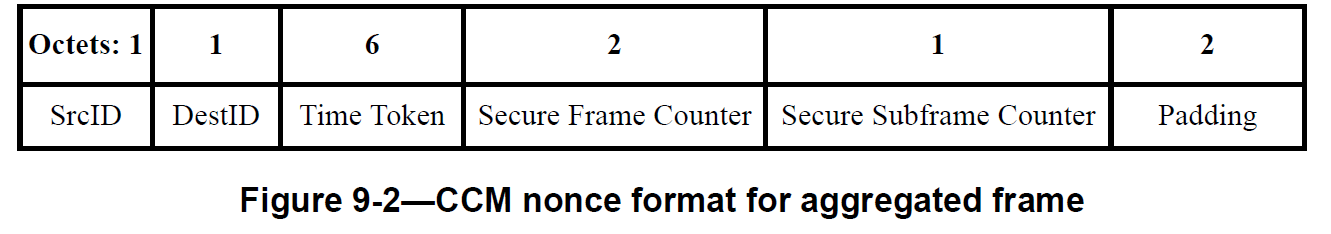 Octets: 1 1 6 2 1 2
SrcID DestID Time Token Secure Frame Counter Secure Subframe Counter Padding
Figure 9-2—CCM nonce format for aggregated frame